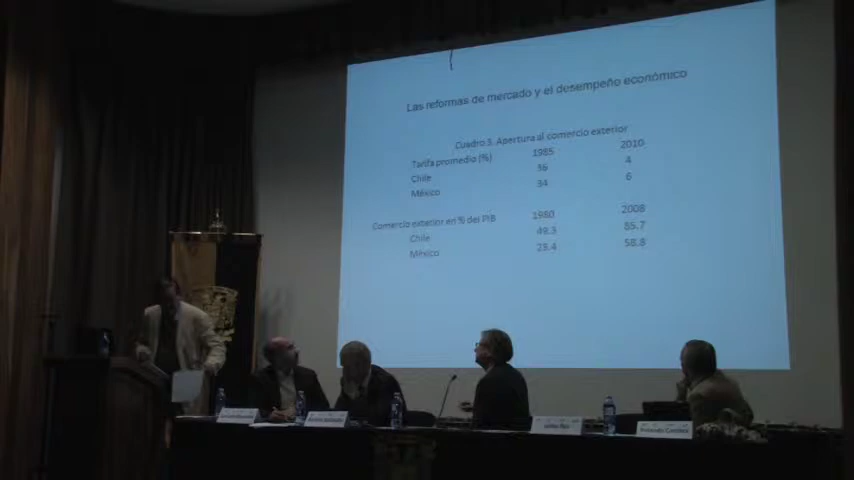 Las reformas de mercado y el desempeño económico
Cuadro 3. Apertura al comercio exterior
Tarifa promedio (%) 1985 2010
Chile 36 4
México 34 6
Comercio exterior en % del PIB 1980 2008
Chile 49.3 85.7
México 23.4 58.8